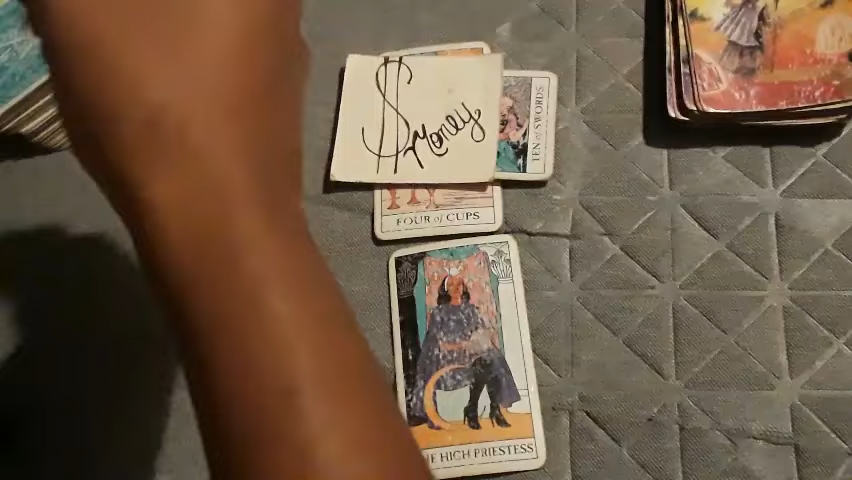 $
Money
TEN of SWORDS
FOUR of CUPS
THE HIGH PRIESTESS